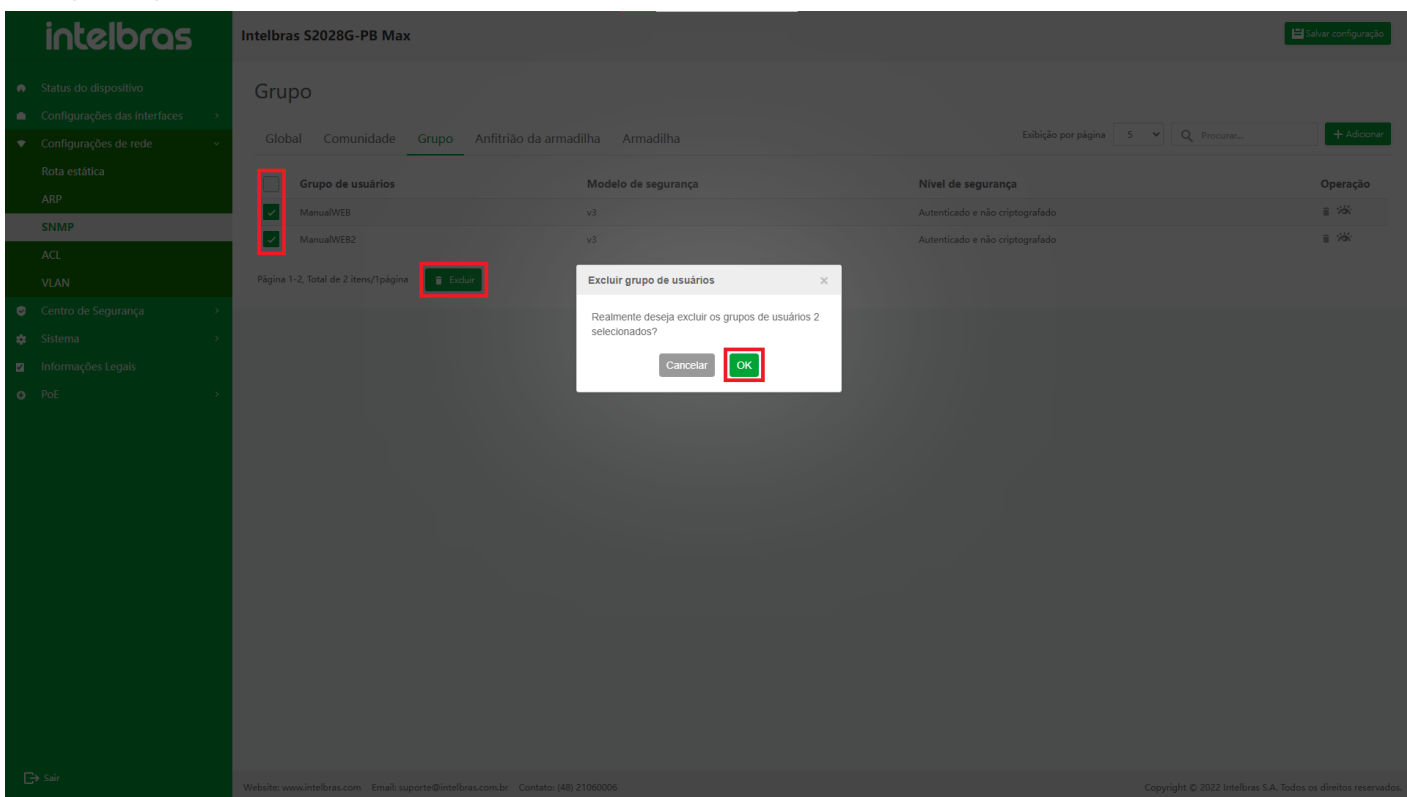 intelbras
Intelbras S2028G-PB Max
Salvar configuração
Status do dispositivo
Configurações das interfaces
Configurações de rede
Rota estática
ARP
SNMP
ACL
VLAN
Centro de Segurança
Sistema
Informações Legais
PoE
Sair
Grupo
Global Comunidade Grupo Anfitrião da armadilha Armadilha
Exibição por página 5 Procurar... + Adicionar
Grupo de usuários Modelo de segurança Nível de segurança Operação
ManualWEB v3 Autenticado e não criptografado
ManualWEB2 v3 Autenticado e não criptografado
Página 1-2, Total de 2 itens/1página Excluir
Excluir grupo de usuários ×
Realmente deseja excluir os grupos de usuários 2
selecionados?
Cancelar OK
Website: www.intelbras.com Email: suporte@intelbras.com.br Contato: (48) 21060006
Copyright © 2022 Intelbras S.A. Todos os direitos reservados.